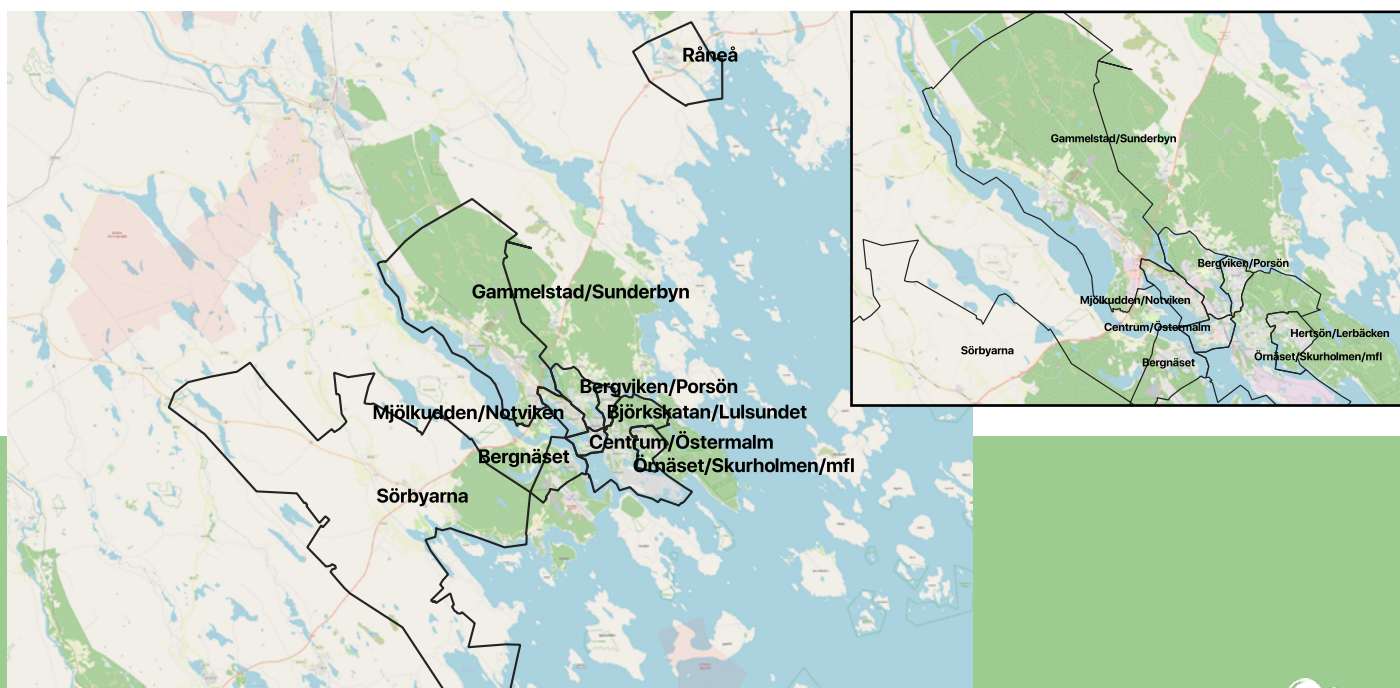 Råneå
Gammelstad/Sunderbyn
Bergviken/Porsön
Mjölkudden/Notviken
Björkskatan/Lulsundet
Centrum/Östermalm
Bergnäset
Örnäset/Skurholmen/mfl
Sörbyarna
Gammelstad/Sunderbyn
Bergviken/Porsön
Mjölkudden/Notviken
Centrum/Östermalm
Hertsön/Lerbäcken
Sörbyarna
Örnäset/Skurholmen/mfl
Bergnäset